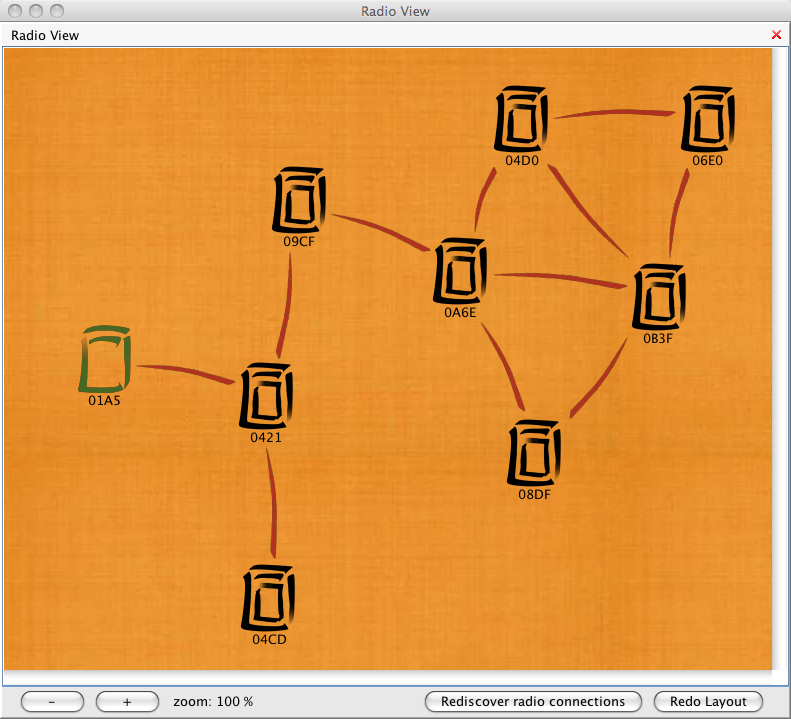 Radio View
Radio View
04D0
06E0
09CF
0A6E
0B3F
01A5
0421
08DF
04CD
-
+
zoom: 100 %
Rediscover radio connections
Redo Layout